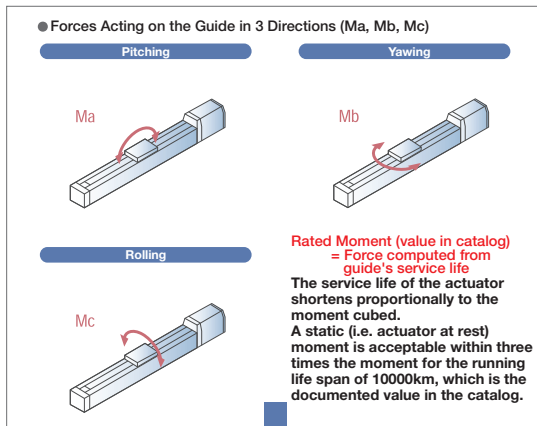 ● Forces Acting on the Guide in 3 Directions (Ma, Mb, Mc)
Pitching
Yawing
Ma
Mb
Rolling
Mc
Rated Moment (value in catalog)
= Force computed from
guide's service life
The service life of the actuator
shortens proportionally to the
moment cubed.
A static (i.e. actuator at rest)
moment is acceptable within three
times the moment for the running
life span of 10000km, which is the
documented value in the catalog.